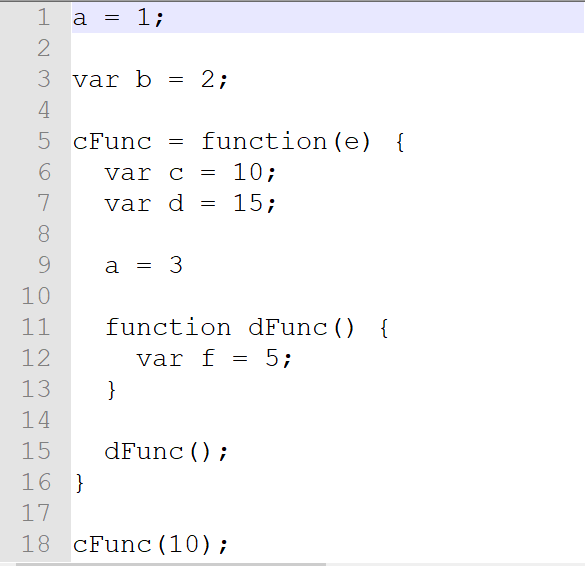 1 a = 1;
2
3 var b = 2;
4
5 cFunc = function(e) {
6   var c = 10;
7   var d = 15;
8
9   a = 3
10
11   function dFunc() {
12     var f = 5;
13   }
14
15   dFunc();
16 }
17
18 cFunc(10);